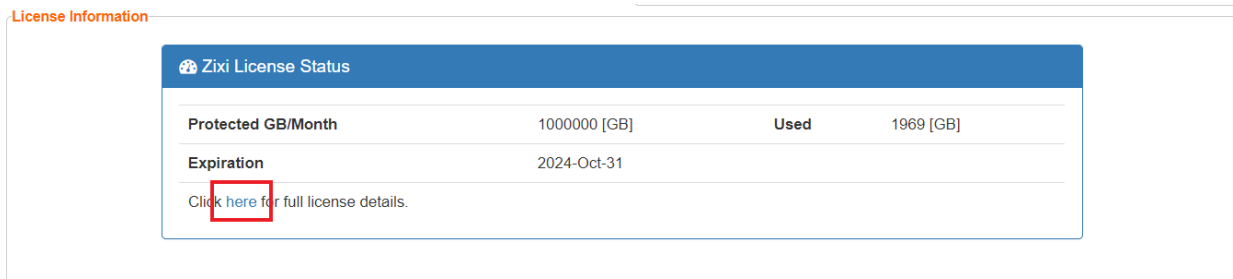 License Information
Zixi License Status
Protected GB/Month 1000000 [GB] Used 1969 [GB]
Expiration 2024-Oct-31
Click here for full license details.